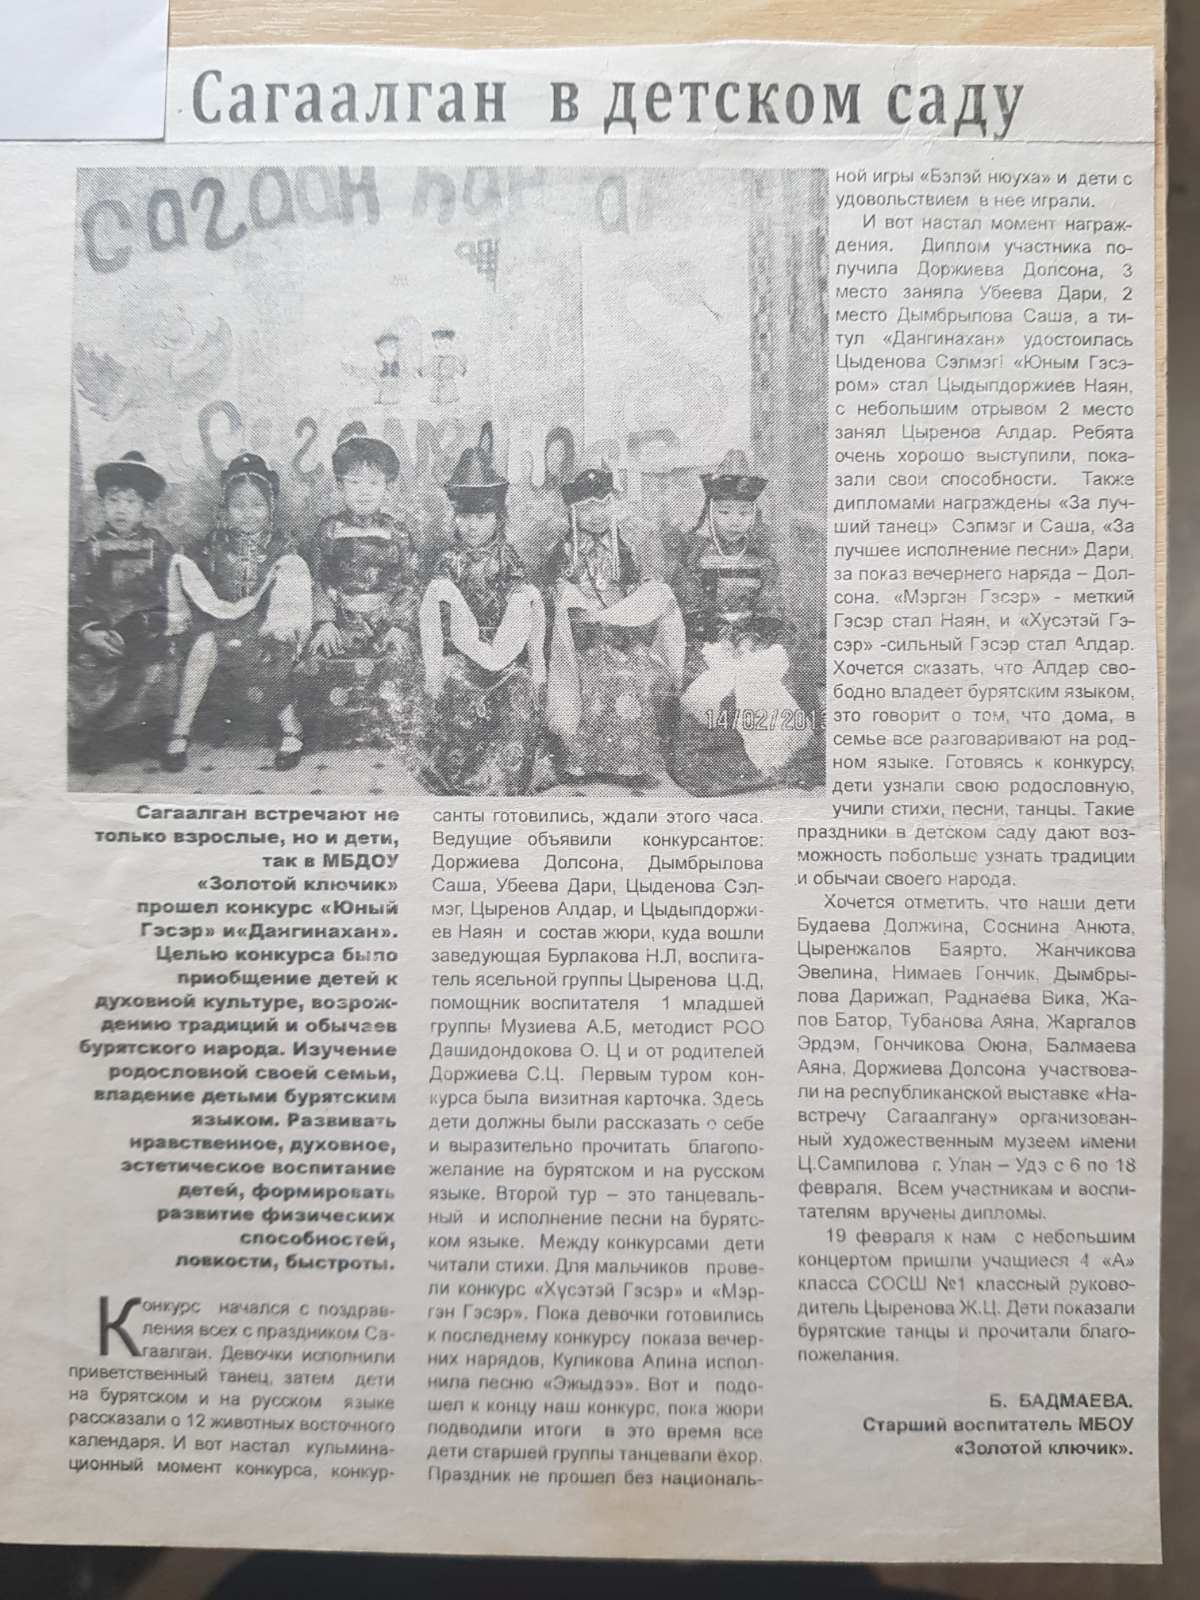 Сагаалган в детском саду
Сагаан һар
Сагаалганаар
14/02/201
Сагаалган встречают не
только взрослые, но и дети,
так в МБДОУ
«Золотой ключик»
прошел конкурс «Юный
Гэсэр» и«Дангинахан».
Целью конкурса было
приобщение детей к
духовной культуре, возрож-
дению традиций и обычаев
бурятского народа. Изучение
родословной своей семьи,
владение детьми бурятским
языком. Развивать
нравственное, духовное,
эстетическое воспитание
детей, формировать
развитие физических
способностей,
ловкости, быстроты.
Конкурс начался с поздрав-
ления всех с праздником Са-
гаалган. Девочки исполнили
приветственный танец, затем дети
на бурятском и на русском языке
рассказали о 12 животных восточного
календаря. И вот настал кульмина-
ционный момент конкурса, конкур-
санты готовились, ждали этого часа.
Ведущие объявили конкурсантов:
Доржиева Долсона, Дымбрылова
Саша, Убеева Дари, Цыденова Сэл-
мэг, Цыренов Алдар, и Цыдыпдоржи-
ев Наян и состав жюри, куда вошли
заведующая Бурлакова Н.Л, воспита-
тель ясельной группы Цыренова Ц.Д,
помощник воспитателя 1 младшей
группы Музиева А.Б, методист РОО
Дашидондокова О. Ц и от родителей
Доржиева С.Ц. Первым туром кон-
курса была визитная карточка. Здесь
дети должны были рассказать о себе
и выразительно прочитать благопо-
желание на бурятском и на русском
языке. Второй тур – это танцеваль-
ный и исполнение песни на бурятс-
ком языке. Между конкурсами дети
читали стихи. Для мальчиков прове-
ли конкурс «Хусэтэй Гэсэр» и «Мэр-
гэн Гэсэр». Пока девочки готовились
к последнему конкурсу показа вечер-
них нарядов, Куликова Алина испол-
нила песню «Эжыдээ». Вот и подо-
шел к концу наш конкурс, пока жюри
подводили итоги в это время все
дети старшей группы танцевали ёхор.
Праздник не прошел без националь-
ной игры «Бэлэй нюуха» и дети с
удовольствием в нее играли.
И вот настал момент награж-
дения. Диплом участника по-
лучила Доржиева Долсона, 3
место заняла Убеева Дари, 2
место Дымбрылова Саша, а ти-
тул «Дангинахан» удостоилась
Цыденова Сэлмэг! «Юным Гэсэ-
ром» стал Цыдыпдоржиев Наян,
с небольшим отрывом 2 место
занял Цыренов Алдар. Ребята
очень хорошо выступили, пока-
зали свои способности. Также
дипломами награждены «За луч-
ший танец» Сэлмэг и Саша, «За
лучшее исполнение песни» Дари,
за показ вечернего наряда – Дол-
сона. «Мэргэн Гэсэр» - меткий
Гэсэр стал Наян, и «Хусэтэй Гэ-
сэр» -сильный Гэсэр стал Алдар.
Хочется сказать, что Алдар сво-
бодно владеет бурятским языком,
это говорит о том, что дома, в
семье все разговаривают на род-
ном языке. Готовясь к конкурсу,
дети узнали свою родословную,
учили стихи, песни, танцы. Такие
праздники в детском саду дают воз-
можность побольше узнать традиции
и обычаи своего народа.
Хочется отметить, что наши дети
Будаева Должина, Соснина Анюта,
Цыренжалов Баярто, Жанчикова
Эвелина, Нимаев Гончик, Дымбры-
лова Дарижап, Раднаева Вика, Жа-
пов Батор, Тубанова Аяна, Жаргалов
Эрдэм, Гончикова Оюна, Балмаева
Аяна, Доржиева Долсона участвова-
ли на республиканской выставке «На-
встречу Сагаалгану» организован-
ный художественным музеем имени
Ц.Сампилова г. Улан – Удэ с 6 по 18
февраля. Всем участникам и воспи-
тателям вручены дипломы.
19 февраля к нам с небольшим
концертом пришли учащиеся 4 «А»
класса СОСШ №1 классный руково-
дитель Цыренова Ж.Ц. Дети показали
бурятские танцы и прочитали благо-
пожелания.
Б. БАДМАЕВА.
Старший воспитатель МБОУ
«Золотой ключик».